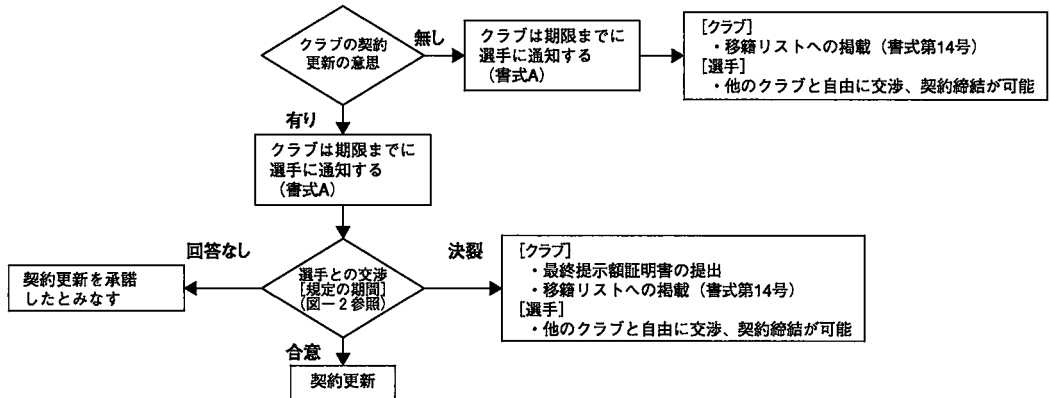 クラブの契約
更新の意思
無し
クラブは期限までに
選手に通知する
（書式A）
［クラブ］
・移籍リストへの掲載（書式第14号）
［選手］
・他のクラブと自由に交渉、契約締結が可能
有り
クラブは期限までに
選手に通知する
（書式A）
回答なし
契約更新を承諾
したとみなす
選手との交渉
［規定の期間］
（図－2参照）
決裂
［クラブ］
・最終提示額証明書の提出
・移籍リストへの掲載（書式第14号）
［選手］
・他のクラブと自由に交渉、契約締結が可能
合意
契約更新